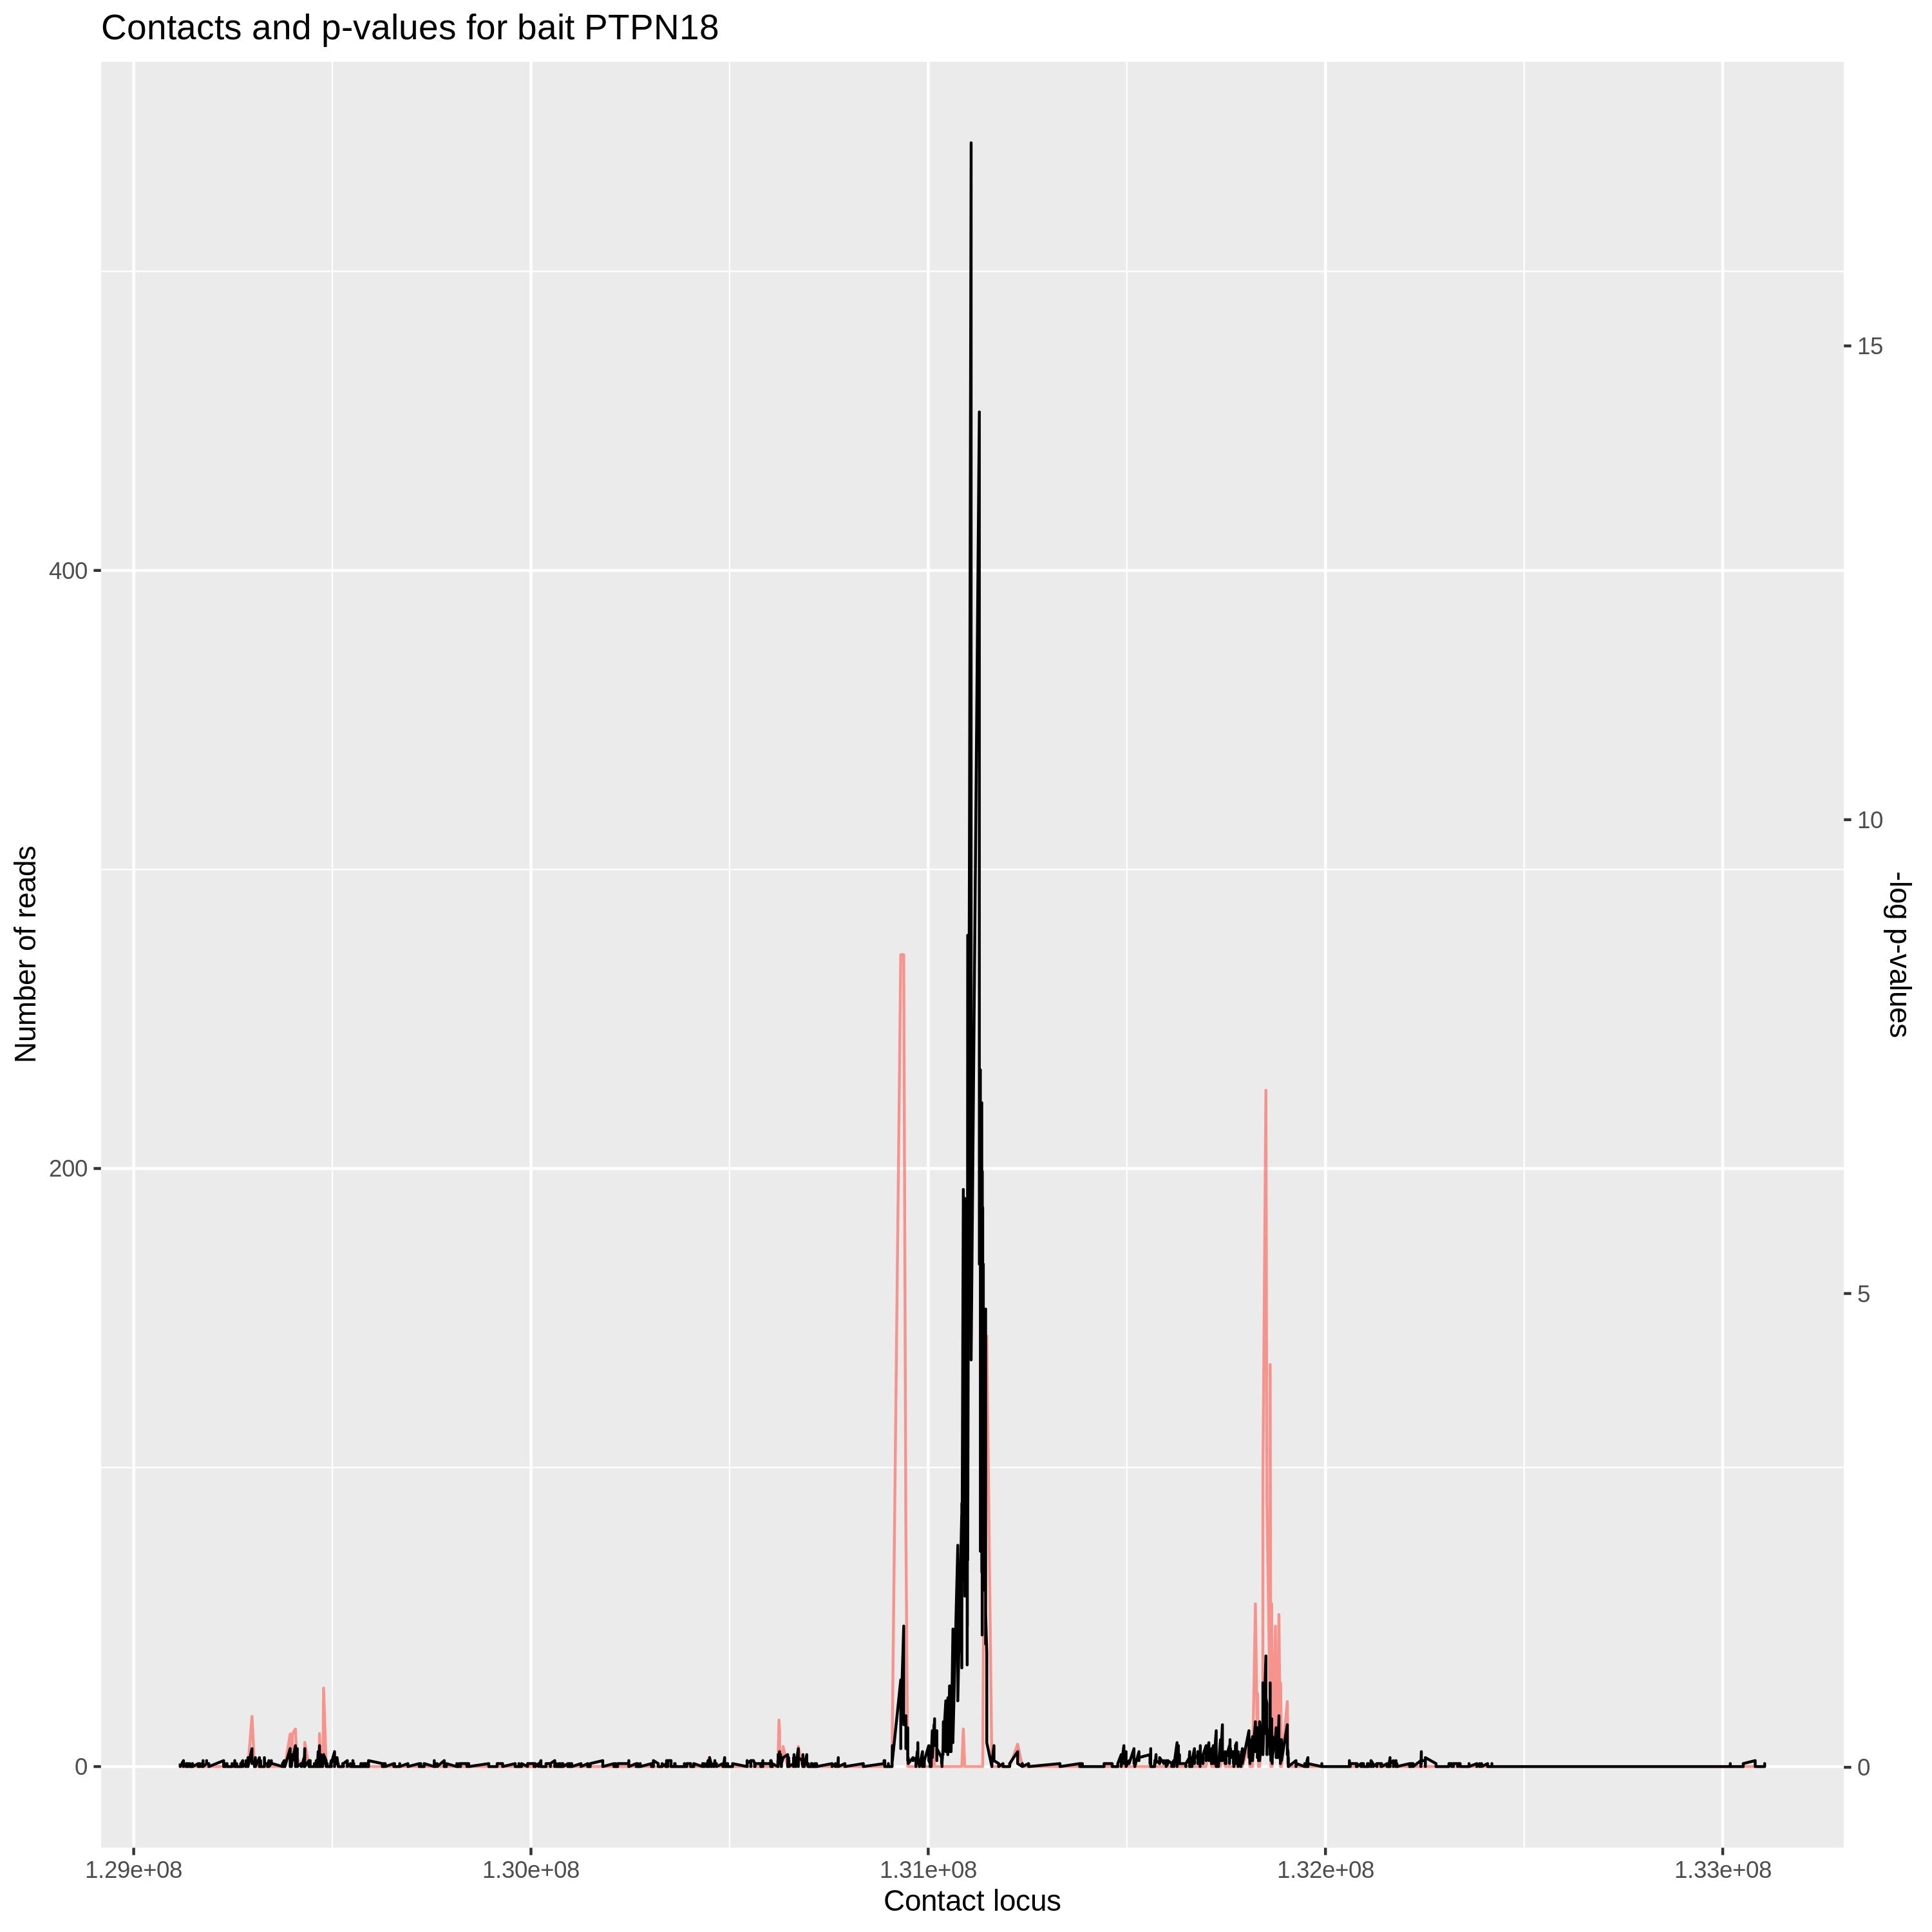 Contacts and p-values for bait PTPN18
Number of reads
400
200
0
15
10
5
0
-log p-values
1.29e+08 1.30e+08 1.31e+08 1.32e+08 1.33e+08
Contact locus